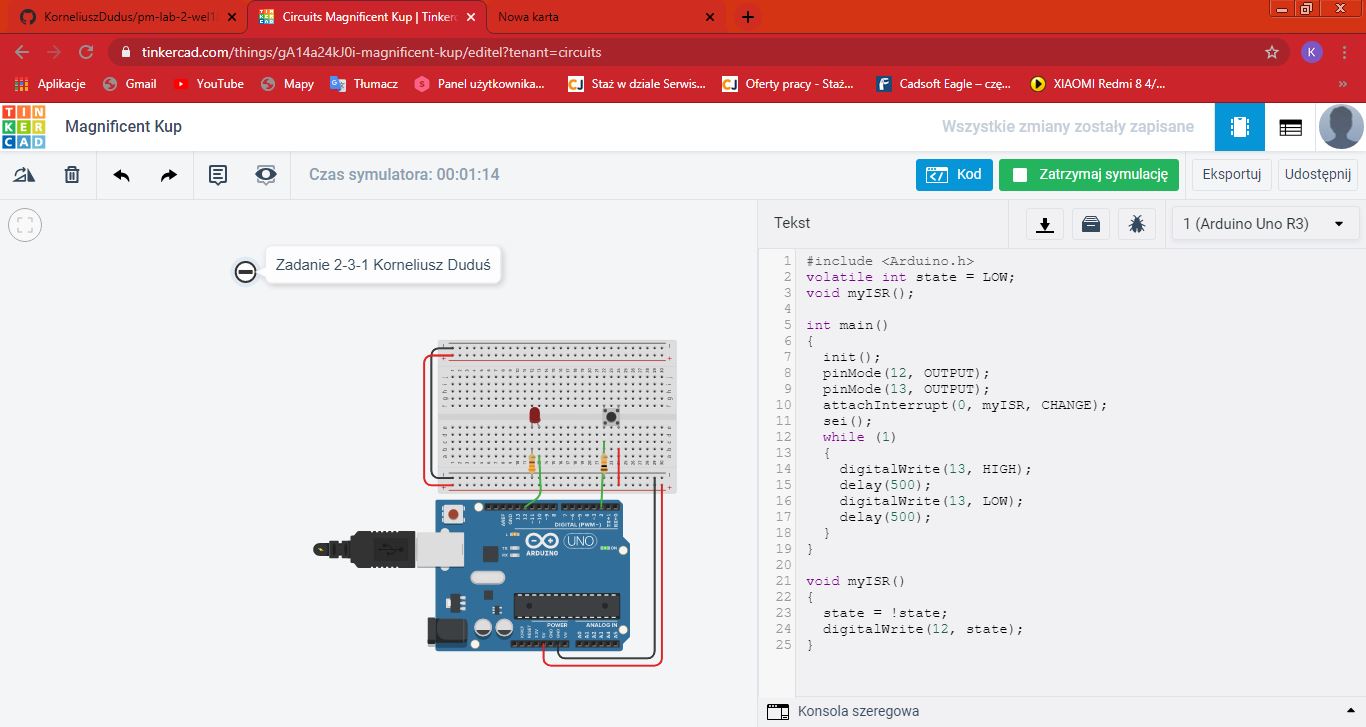 KorneliuszDudus/pm-lab-2-wel1
Circuits Magnificent Kup | Tinkerc
Nowa karta
tinkercad.com/things/gA14a24kJ0i-magnificent-kup/editel?tenant=circuits
K
Aplikacje
Gmail
YouTube
Mapy
Tłumacz
Panel użytkownika...
Staż w dziale Serwis...
Oferty pracy - Staż...
Cadsoft Eagle – czę...
XIAOMI Redmi 8 4/...
TIN
KER
CAD
Magnificent Kup
Wszystkie zmiany zostały zapisane
Czas symulatora: 00:01:14
Kod
Zatrzymaj symulację
Eksportuj
Udostępnij
Tekst
1 (Arduino Uno R3)
Zadanie 2-3-1 Korneliusz Duduś
DIGITAL (PWM~)
UNO
ARDUINO
TX
RX
L
ON
POWER
ANALOG IN
1 #include <Arduino.h>
2 volatile int state = LOW;
3 void myISR();
4
5 int main()
6 {
7 init();
8 pinMode(12, OUTPUT);
9 pinMode(13, OUTPUT);
10 attachInterrupt(0, myISR, CHANGE);
11 sei();
12 while (1)
13 {
14 digitalWrite(13, HIGH);
15 delay(500);
16 digitalWrite(13, LOW);
17 delay(500);
18 }
19 }
20
21 void myISR()
22 {
23 state = !state;
24 digitalWrite(12, state);
25 }
Konsola szeregowa